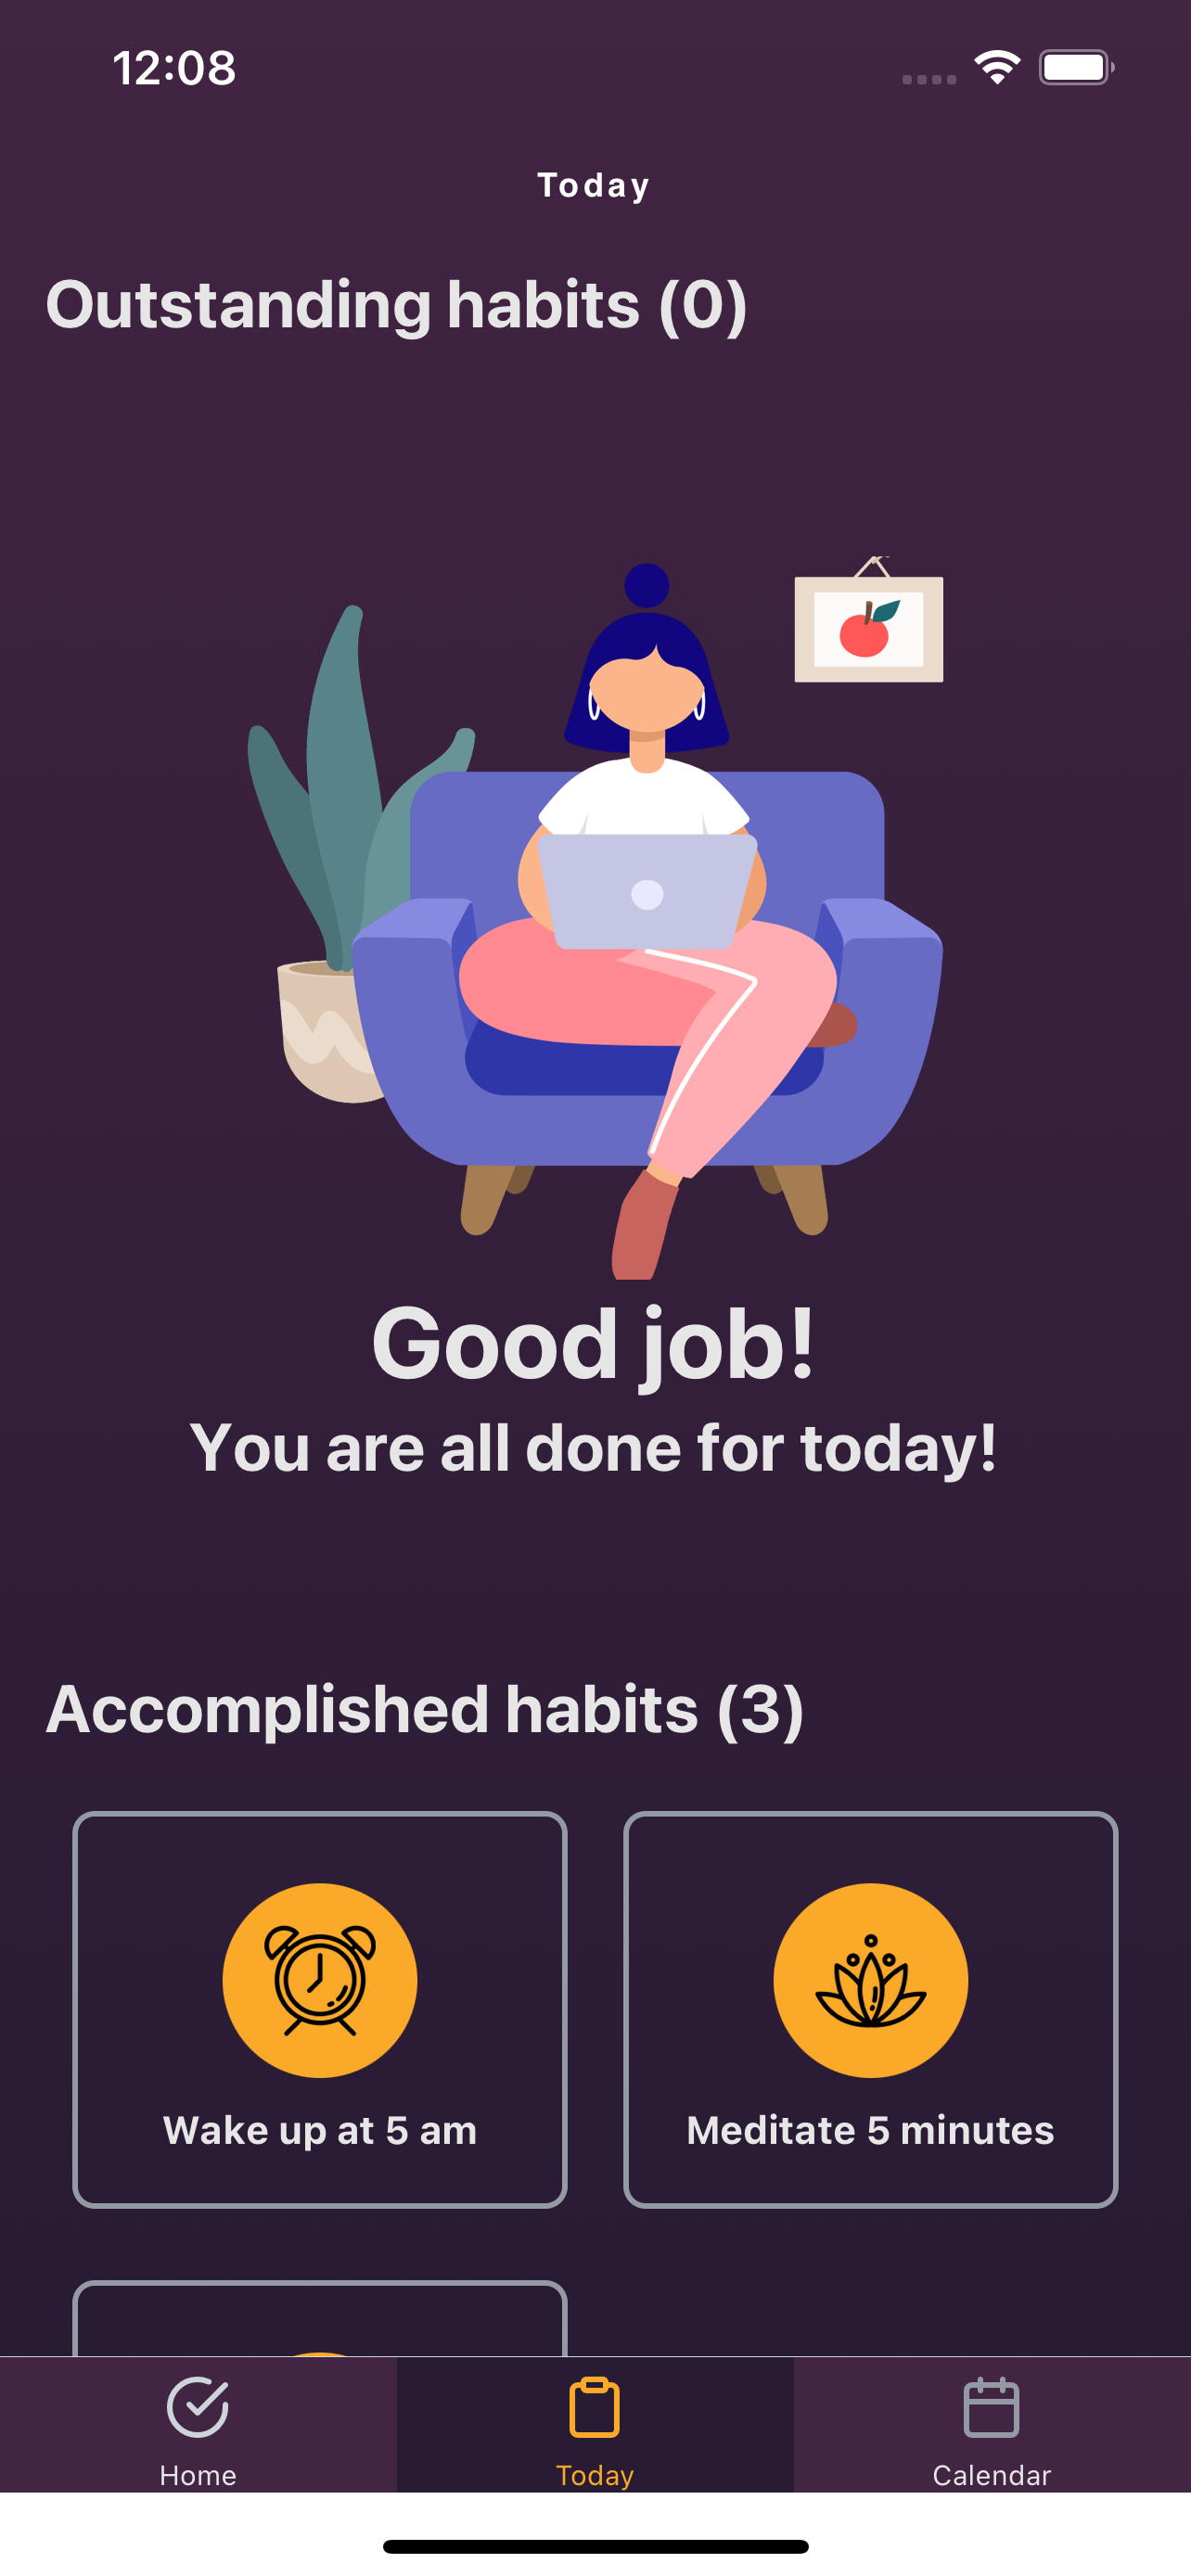 12:08
Today
Outstanding habits (0)
Good job!
You are all done for today!
Accomplished habits (3)
Wake up at 5 am
Meditate 5 minutes
Home
Today
Calendar